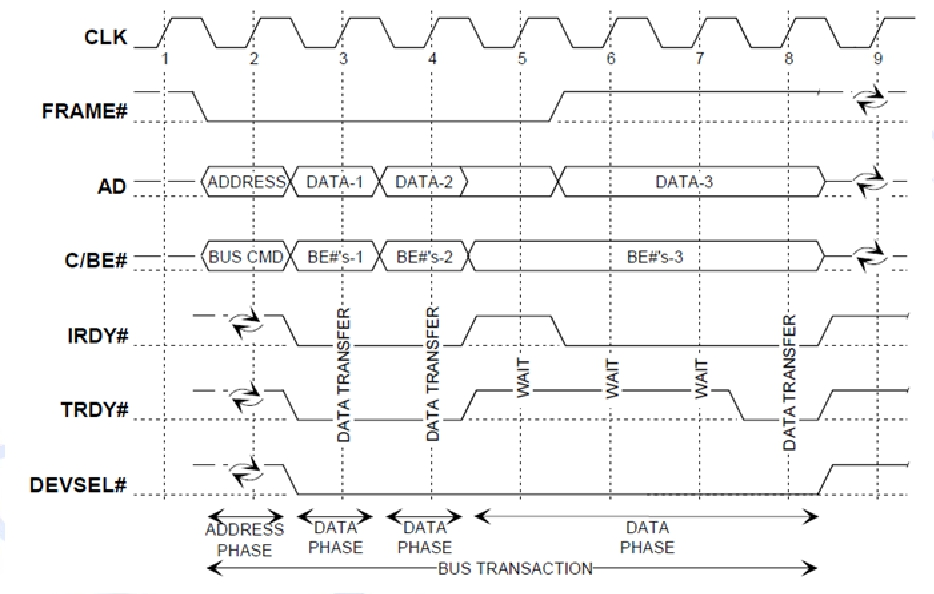 CLK
1 2 3 4 5 6 7 8 9
FRAME#
AD
ADDRESS DATA-1 DATA-2 DATA-3
C/BE#
BUS CMD BE#'s-1 BE#'s-2 BE#'s-3
IRDY#
DATA TRANSFER
DATA TRANSFER
WAIT
WAIT
WAIT
DATA TRANSFER
TRDY#
DEVSEL#
ADDRESS PHASE
DATA PHASE
DATA PHASE
DATA PHASE
BUS TRANSACTION